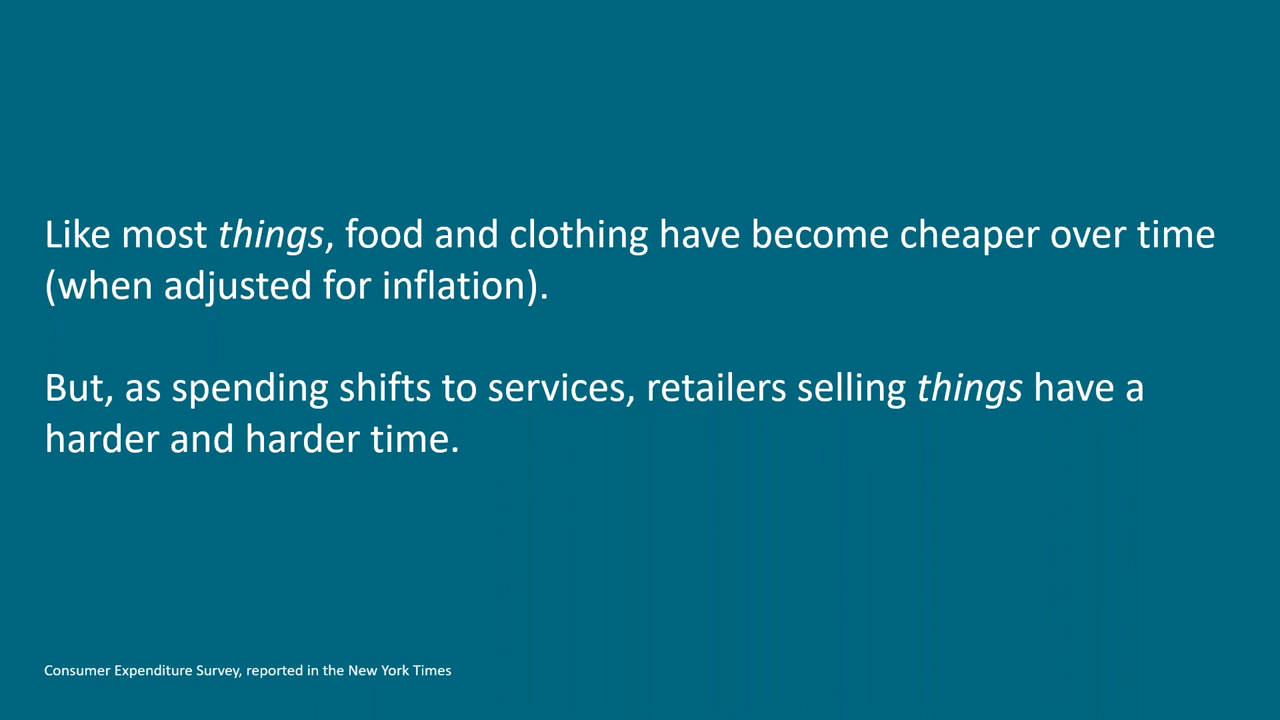 Like most things, food and clothing have become cheaper over time
(when adjusted for inflation).
But, as spending shifts to services, retailers selling things have a
harder and harder time.
Consumer Expenditure Survey, reported in the New York Times